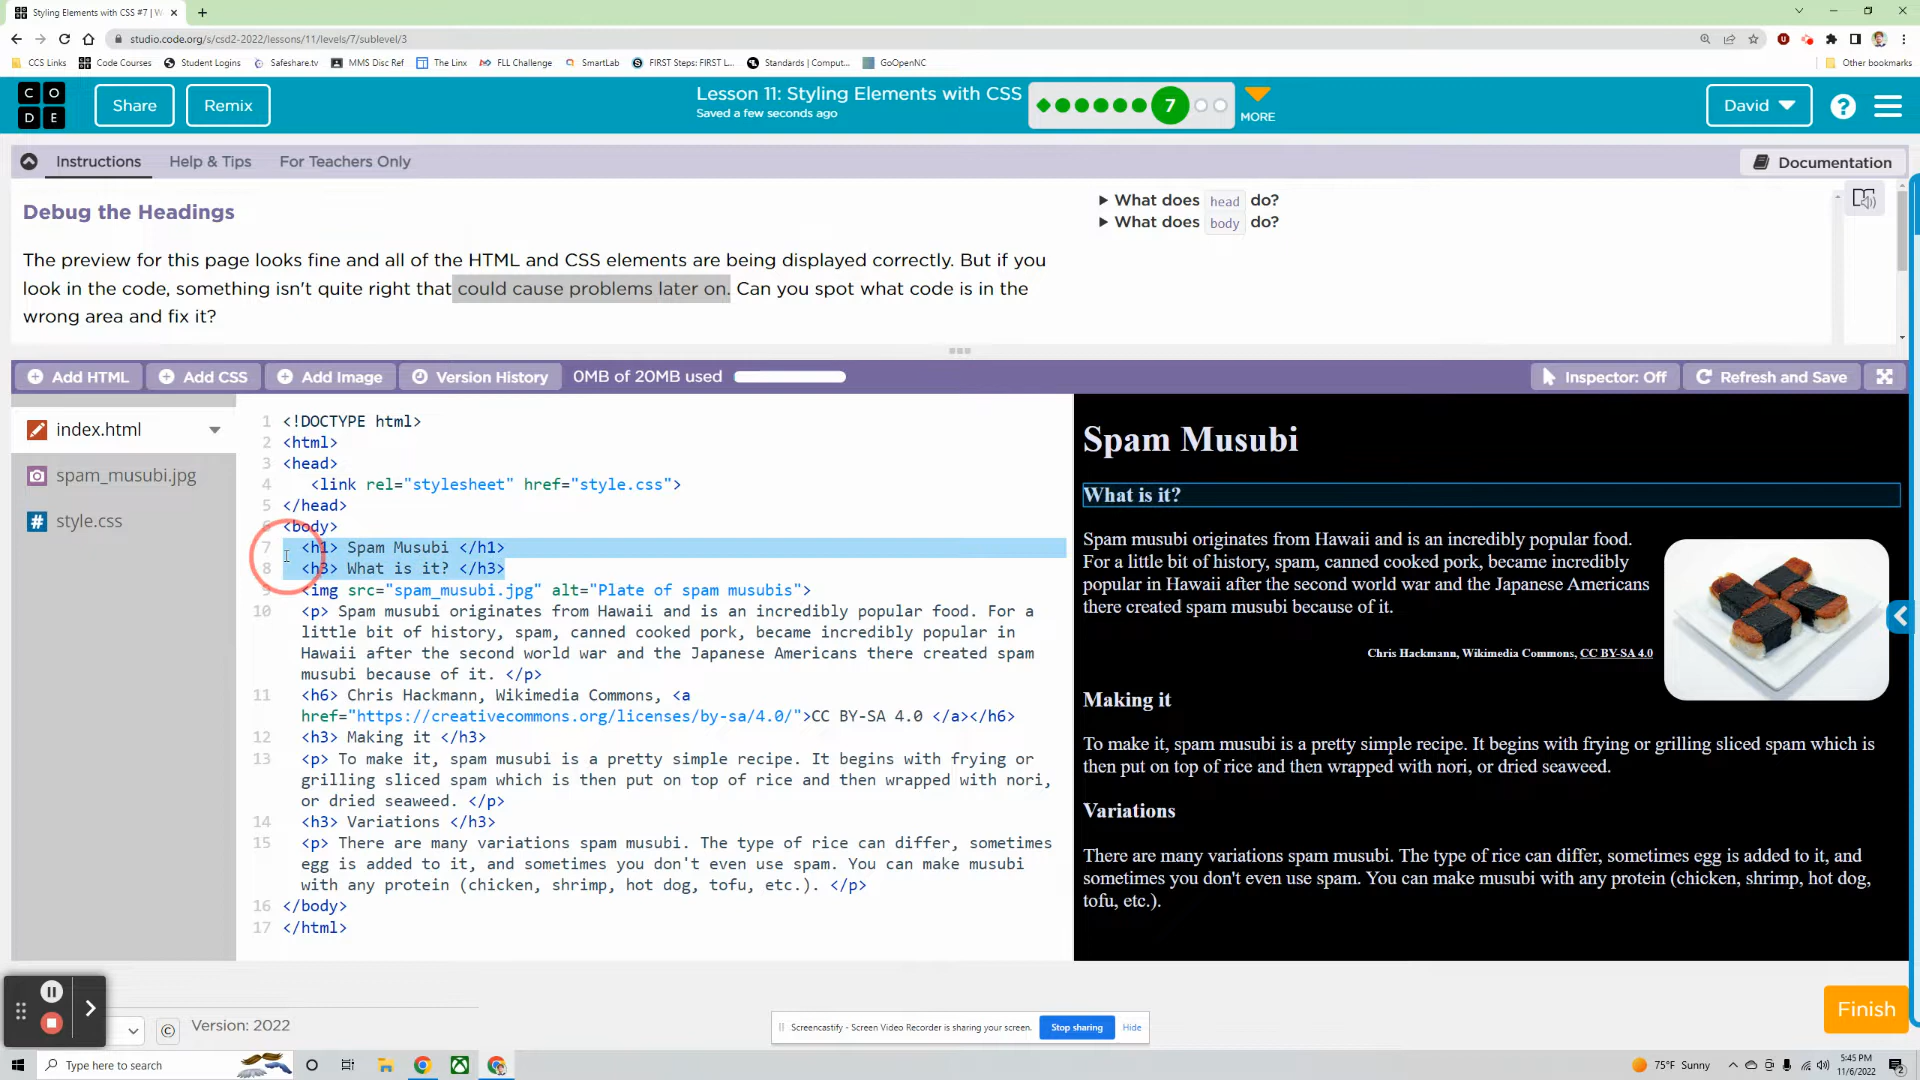 Styling Elements with CSS #7 | W
studio.code.org/s/csd2-2022/lessons/11/levels/7/sublevel/3
CCS Links
Code Courses
Student Logins
Safeshare.tv
MMS Disc Ref
The Linx
FLL Challenge
SmartLab
FIRST Steps: FIRST L...
Standards | Comput...
GoOpenNC
Other bookmarks
C O
D E
Share
Remix
Lesson 11: Styling Elements with CSS
Saved a few seconds ago
7
MORE
David
?
Instructions
Help & Tips
For Teachers Only
Documentation
Debug the Headings
The preview for this page looks fine and all of the HTML and CSS elements are being displayed correctly. But if you
look in the code, something isn't quite right that could cause problems later on. Can you spot what code is in the
wrong area and fix it?
What does head do?
What does body do?
Add HTML
Add CSS
Add Image
Version History
0MB of 20MB used
Inspector: Off
Refresh and Save
index.html
spam_musubi.jpg
style.css
1 <!DOCTYPE html>
2 <html>
3 <head>
4 <link rel="stylesheet" href="style.css">
5 </head>
6 <body>
7 <h1> Spam Musubi </h1>
8 <h3> What is it? </h3>
9 <img src="spam_musubi.jpg" alt="Plate of spam musubis">
10 <p> Spam musubi originates from Hawaii and is an incredibly popular food. For a
little bit of history, spam, canned cooked pork, became incredibly popular in
Hawaii after the second world war and the Japanese Americans there created spam
musubi because of it. </p>
11 <h6> Chris Hackmann, Wikimedia Commons, <a
href="https://creativecommons.org/licenses/by-sa/4.0/">CC BY-SA 4.0 </a></h6>
12 <h3> Making it </h3>
13 <p> To make it, spam musubi is a pretty simple recipe. It begins with frying or
grilling sliced spam which is then put on top of rice and then wrapped with nori,
or dried seaweed. </p>
14 <h3> Variations </h3>
15 <p> There are many variations spam musubi. The type of rice can differ, sometimes
egg is added to it, and sometimes you don't even use spam. You can make musubi
with any protein (chicken, shrimp, hot dog, tofu, etc.). </p>
16 </body>
17 </html>
Spam Musubi
What is it?
Spam musubi originates from Hawaii and is an incredibly popular food.
For a little bit of history, spam, canned cooked pork, became incredibly
popular in Hawaii after the second world war and the Japanese Americans
there created spam musubi because of it.
Chris Hackmann, Wikimedia Commons, CC BY-SA 4.0
Making it
To make it, spam musubi is a pretty simple recipe. It begins with frying or grilling sliced spam which is
then put on top of rice and then wrapped with nori, or dried seaweed.
Variations
There are many variations spam musubi. The type of rice can differ, sometimes egg is added to it, and
sometimes you don't even use spam. You can make musubi with any protein (chicken, shrimp, hot dog,
tofu, etc.).
Finish
© Version: 2022
Screencastify - Screen Video Recorder is sharing your screen.
Stop sharing
Hide
Type here to search
75°F Sunny
5:45 PM
11/6/2022
2